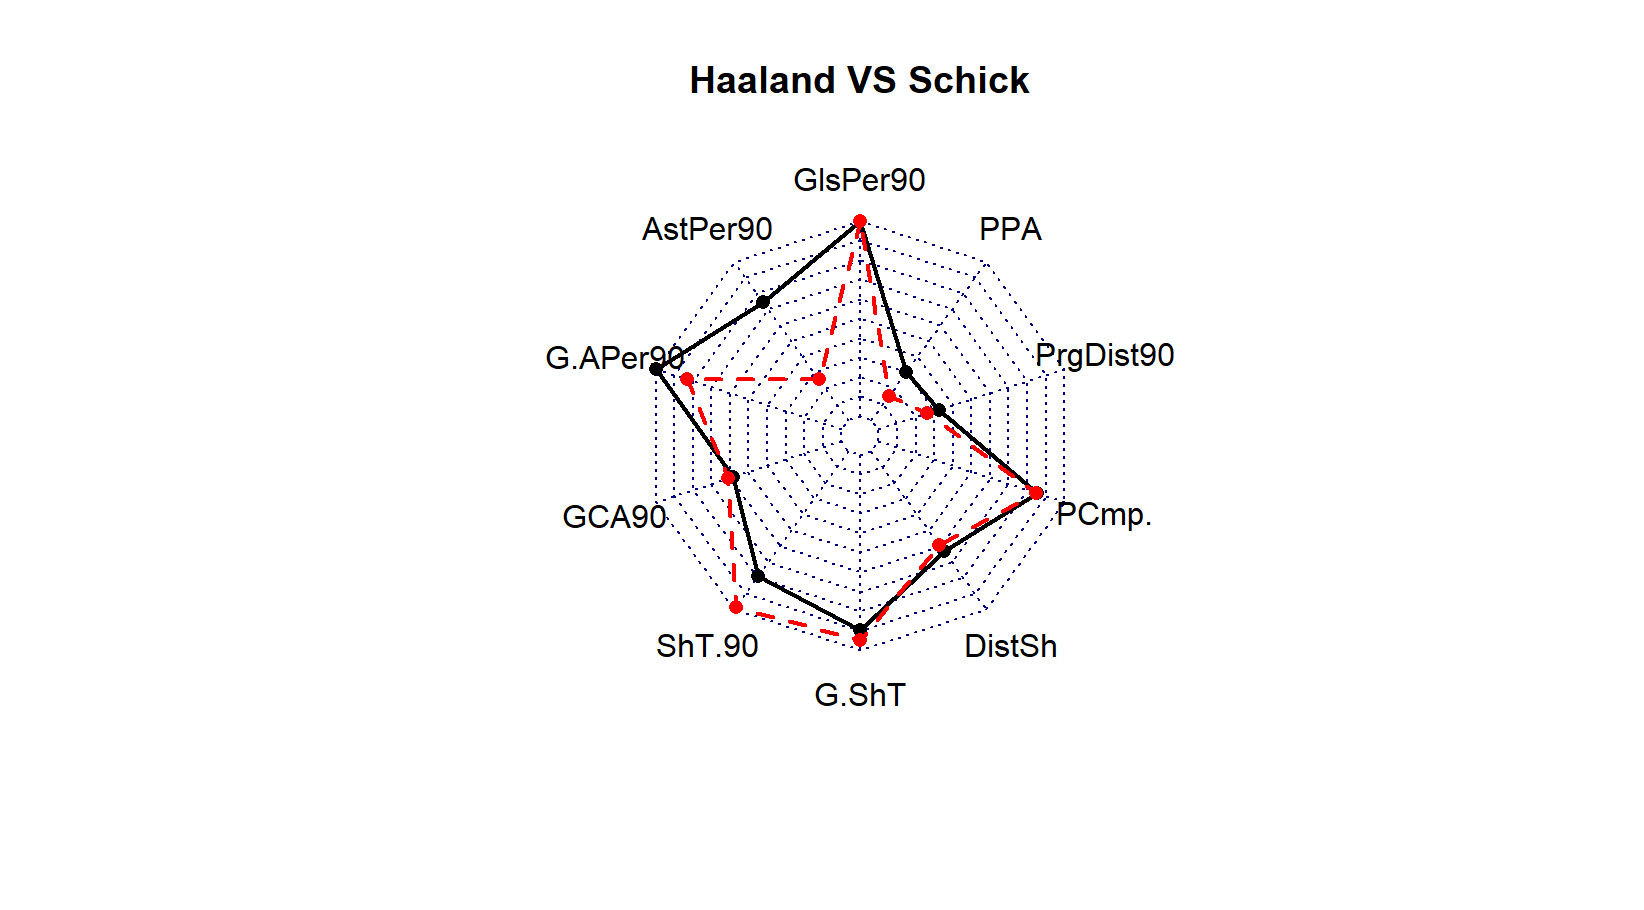 Haaland VS Schick
GlsPer90
AstPer90
PPA
G.APer90
PrgDist90
GCA90
PCmp.
ShT.90
DistSh
G.ShT